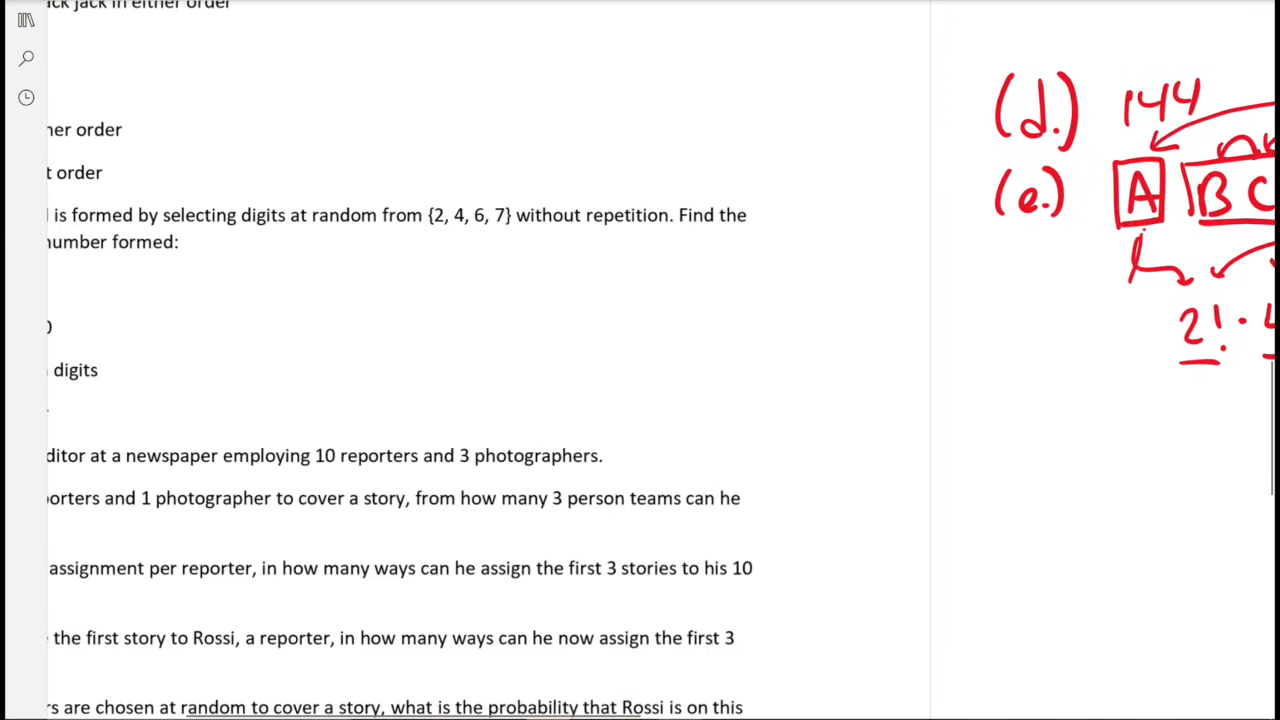 jack in either order
order
order
is formed by selecting digits at random from {2, 4, 6, 7} without repetition. Find the
number formed:
digits
at a newspaper employing 10 reporters and 3 photographers.
and 1 photographer to cover a story, from how many 3 person teams can he
assignment per reporter, in how many ways can he assign the first 3 stories to his 10
the first story to Rossi, a reporter, in how many ways can he now assign the first 3
are chosen at random to cover a story, what is the probability that Rossi is on this
(d.) 144
(e.) A B C
2! ·